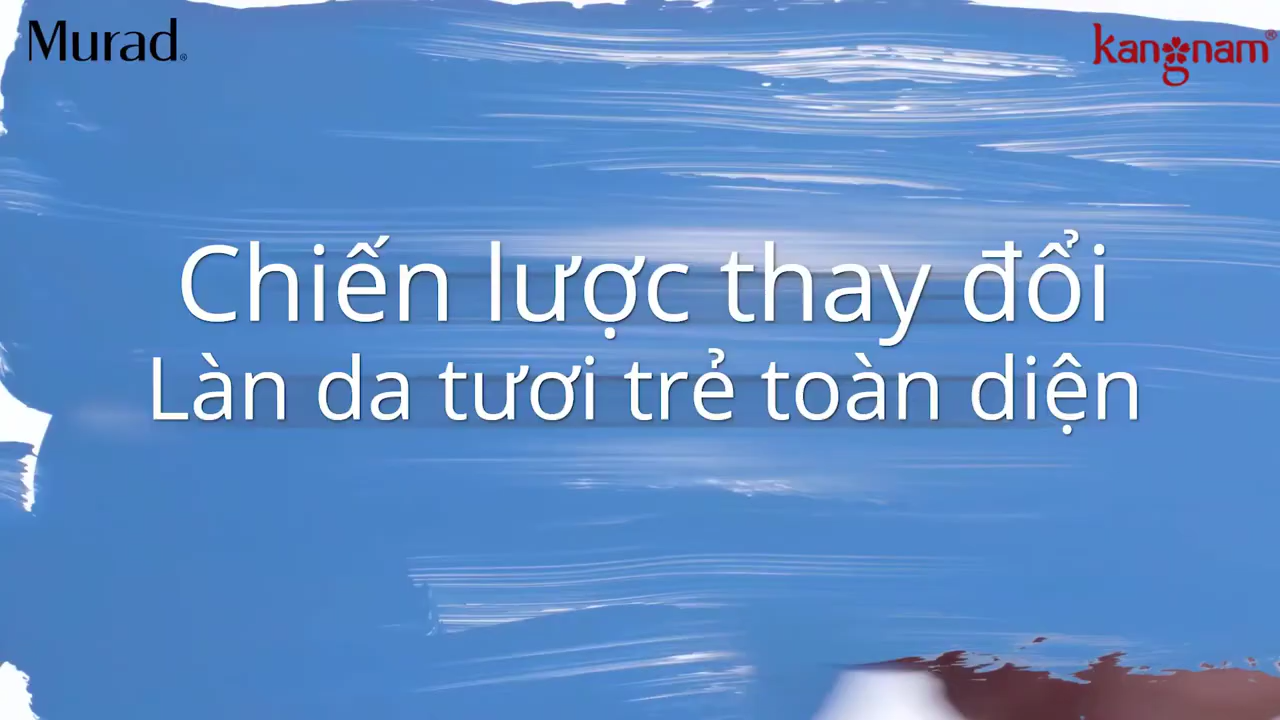 Murad®
kangnam®
Chiến lược thay đổi
Làn da tươi trẻ toàn diện